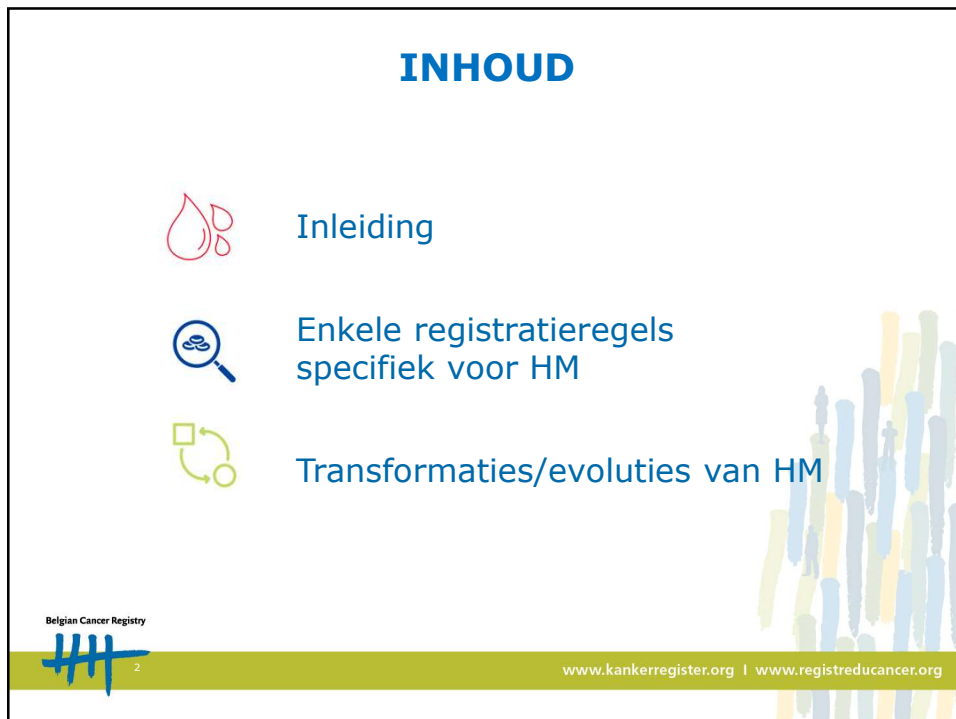 INHOUD
Inleiding
Enkele registratieregels
specifiek voor HM
Transformaties/evoluties van HM
Belgian Cancer Registry
2
www.kankerregister.org I www.registreducancer.org